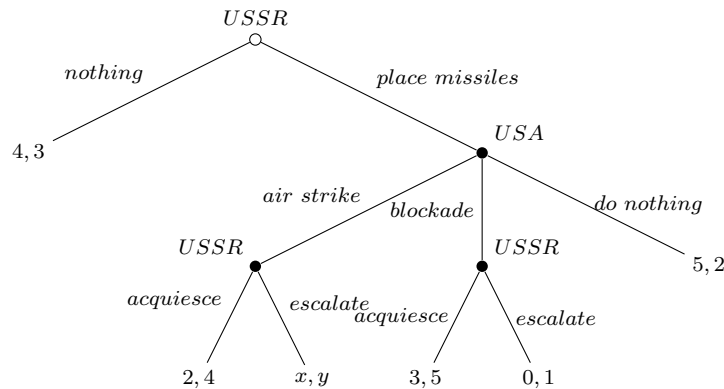 USSR
nothing
place missiles
4, 3
USA
air strike
blockade
do nothing
USSR
USSR
5, 2
acquiesce
escalate
acquiesce
escalate
2, 4
x, y
3, 5
0, 1